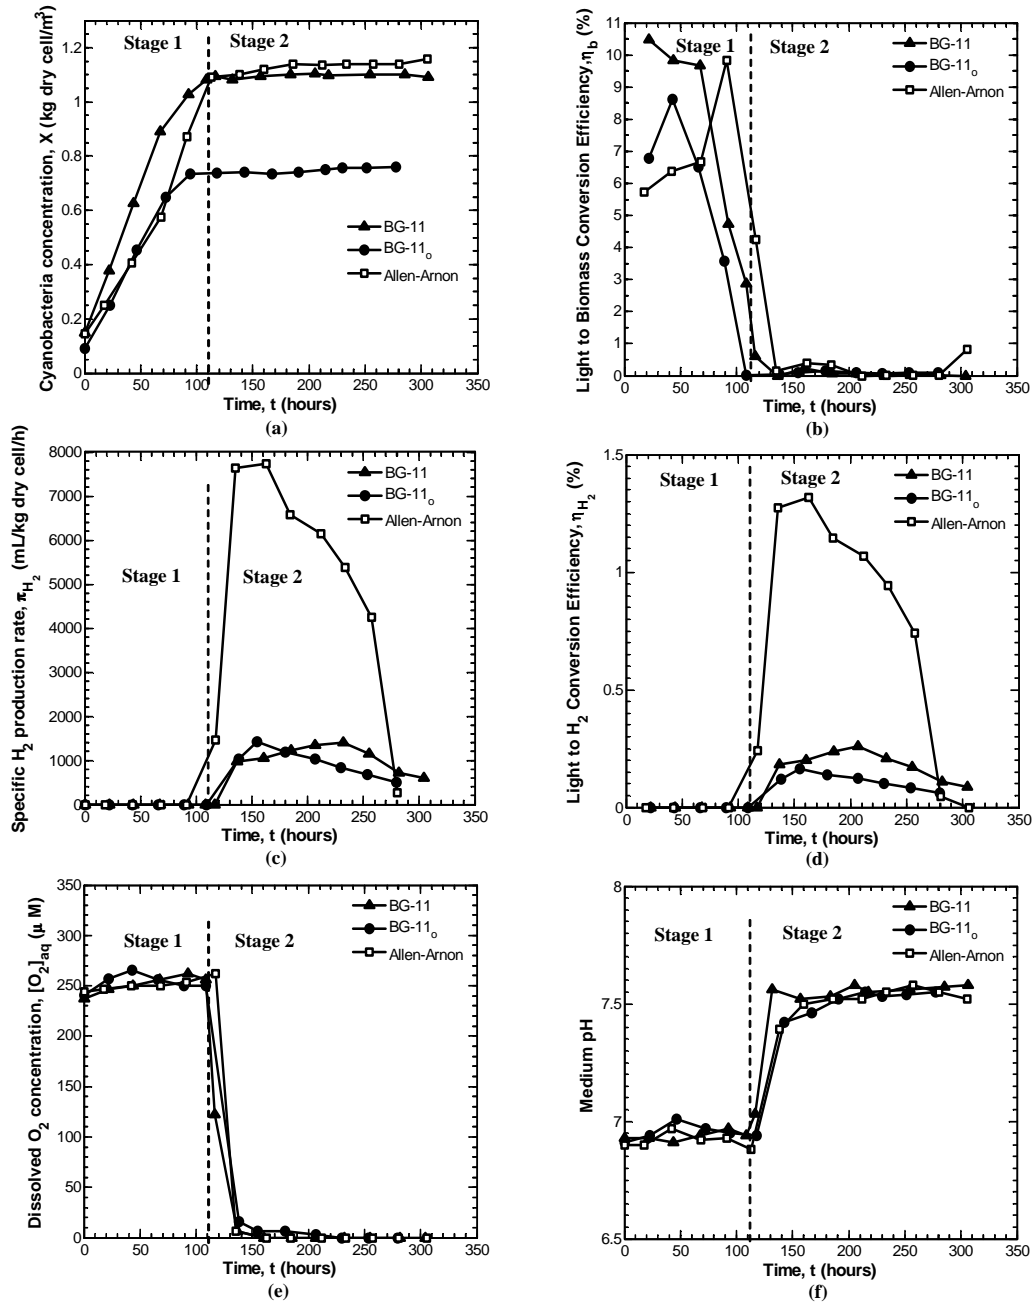 Cyanobacteria concentration, X (kg dry cell/m³)
1.2
1
0.8
0.6
0.4
0.2
0
Stage 1
Stage 2
BG-11
BG-11o
Allen-Arnon
0 50 100 150 200 250 300 350
Time, t (hours)
(a)
Light to Biomass Conversion Efficiency, ηb (%)
11
10
9
8
7
6
5
4
3
2
1
0
Stage 1
Stage 2
BG-11
BG-11o
Allen-Arnon
0 50 100 150 200 250 300 350
Time, t (hours)
(b)
Specific H2 production rate, πH2 (mL/kg dry cell/h)
8000
7000
6000
5000
4000
3000
2000
1000
0
Stage 1
Stage 2
BG-11
BG-11o
Allen-Arnon
0 50 100 150 200 250 300 350
Time, t (hours)
(c)
Light to H2 Conversion Efficiency, ηH2 (%)
1.5
1
0.5
0
Stage 1
Stage 2
BG-11
BG-11o
Allen-Arnon
0 50 100 150 200 250 300 350
Time, t (hours)
(d)
Dissolved O2 concentration, [O2]aq (μ M)
350
300
250
200
150
100
50
0
Stage 1
Stage 2
BG-11
BG-11o
Allen-Arnon
0 50 100 150 200 250 300 350
Time, t (hours)
(e)
Medium pH
8
7.5
7
6.5
Stage 1
Stage 2
BG-11
BG-11o
Allen-Arnon
0 50 100 150 200 250 300 350
Time, t (hours)
(f)